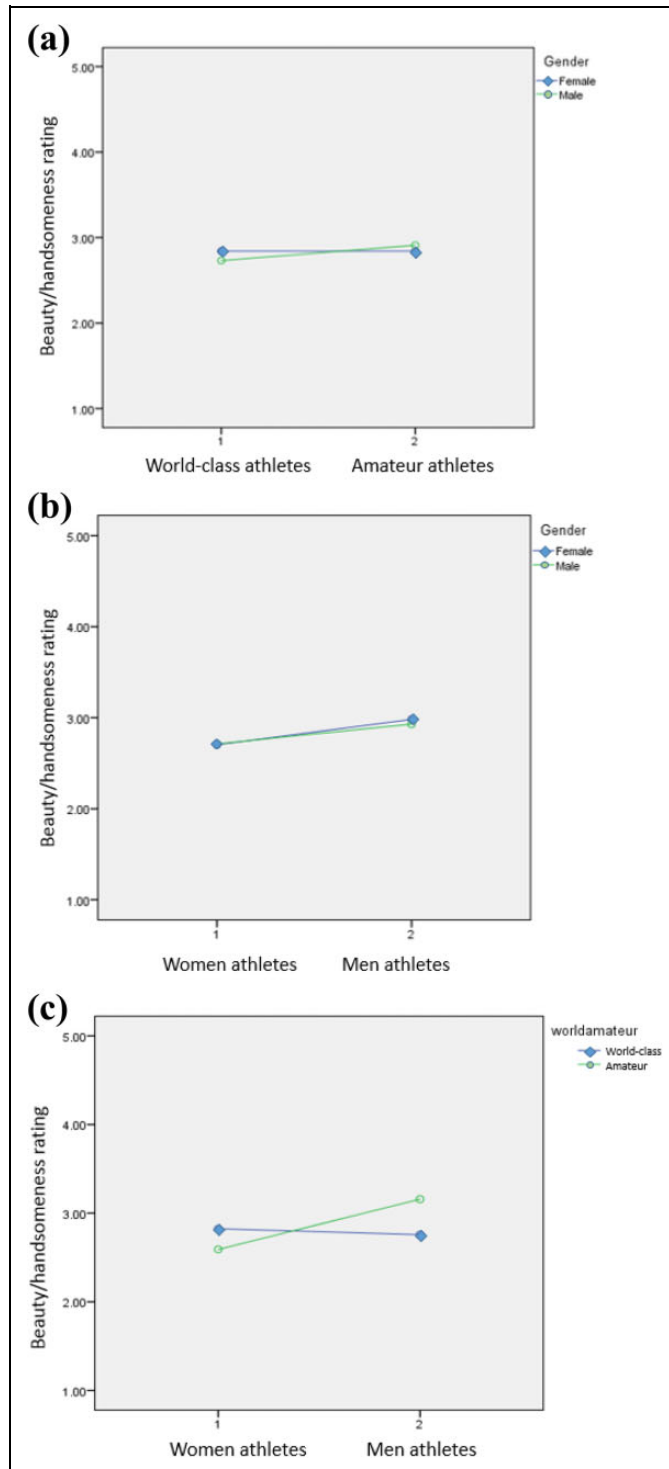 (a)
Gender
Female
Male
Beauty/handsomeness rating
5.00
4.00
3.00
2.00
1.00
1 2
World-class athletes Amateur athletes
(b)
Gender
Female
Male
Beauty/handsomeness rating
5.00
4.00
3.00
2.00
1.00
1 2
Women athletes Men athletes
(c)
worldamateur
World-class
Amateur
Beauty/handsomeness rating
5.00
4.00
3.00
2.00
1.00
1 2
Women athletes Men athletes